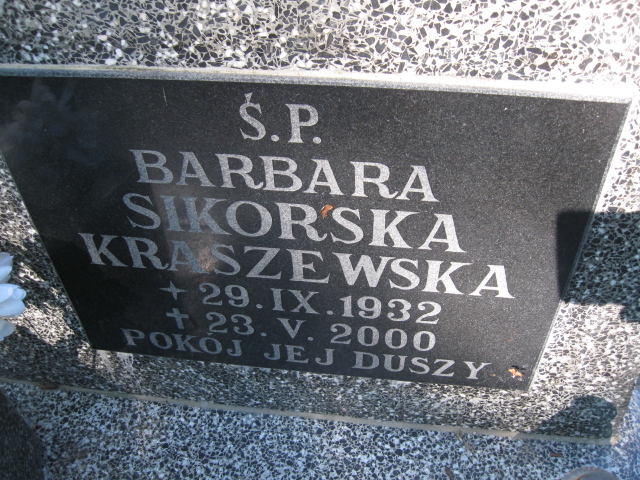 Ś.P.
BARBARA
SIKORSKA
KRASZEWSKA
+ 29.IX.1932
✝ 23.V.2000
POKÓJ JEJ DUSZY